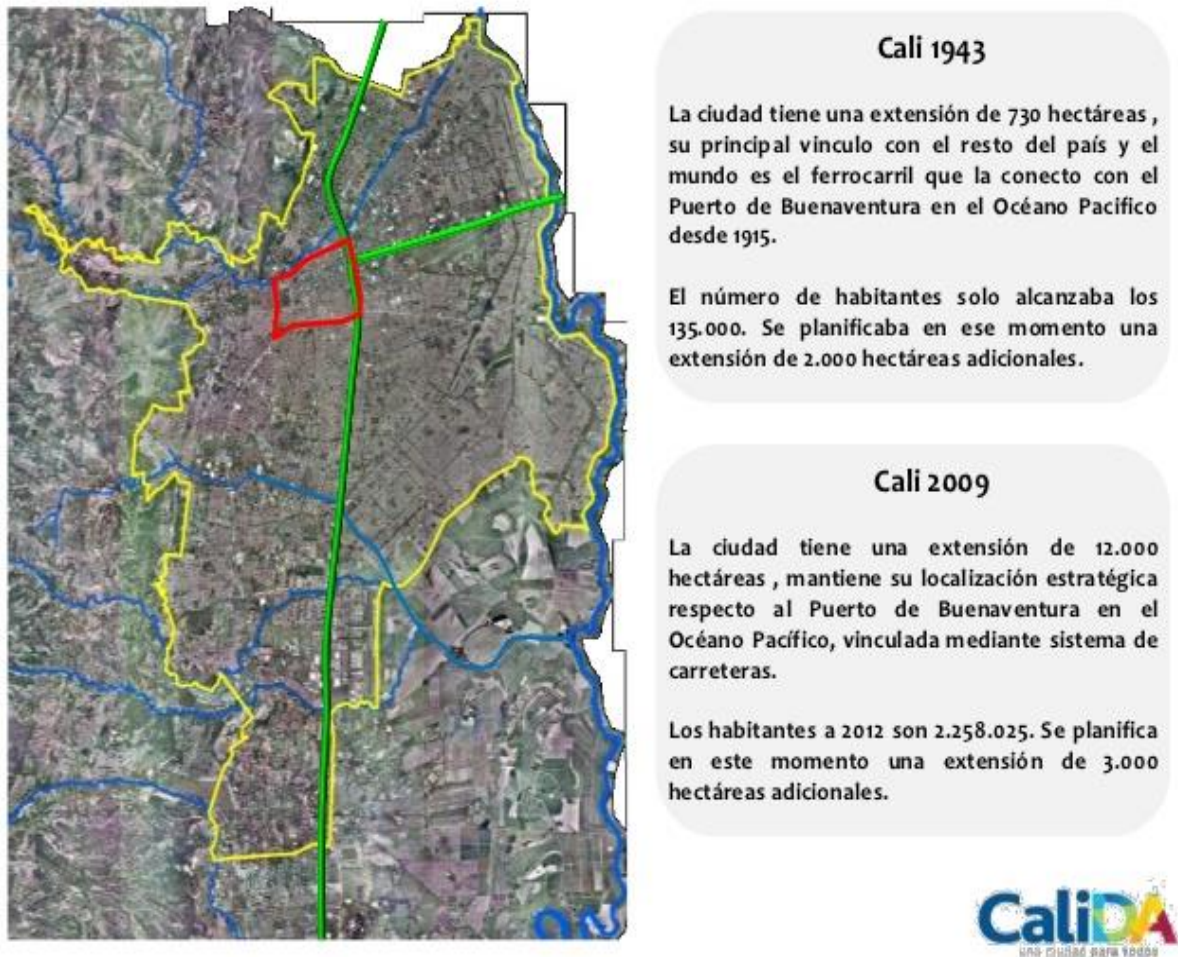 Cali 1943
La ciudad tiene una extensión de 730 hectáreas ,
su principal vinculo con el resto del país y el
mundo es el ferrocarril que la conecto con el
Puerto de Buenaventura en el Océano Pacifico
desde 1915.
El número de habitantes solo alcanzaba los
135.000. Se planificaba en ese momento una
extensión de 2.000 hectáreas adicionales.
Cali 2009
La ciudad tiene una extensión de 12.000
hectáreas , mantiene su localización estratégica
respecto al Puerto de Buenaventura en el
Océano Pacífico, vinculada mediante sistema de
carreteras.
Los habitantes a 2012 son 2.258.025. Se planifica
en este momento una extensión de 3.000
hectáreas adicionales.
CaliDA
una ciudad para todos